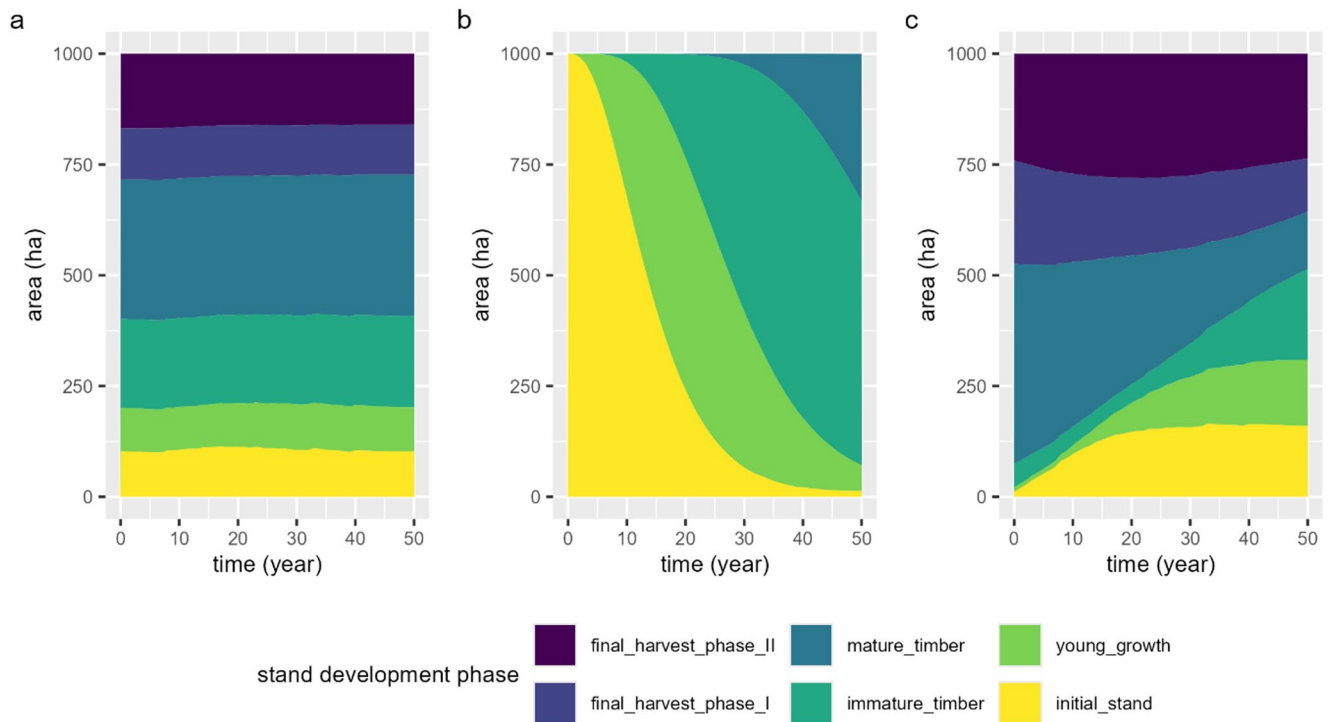 a
b
c
1000
750
500
250
0
area (ha)
0 10 20 30 40 50
time (year)
1000
750
500
250
0
area (ha)
0 10 20 30 40 50
time (year)
1000
750
500
250
0
area (ha)
0 10 20 30 40 50
time (year)
stand development phase
final_harvest_phase_II
mature_timber
young_growth
final_harvest_phase_I
immature_timber
initial_stand